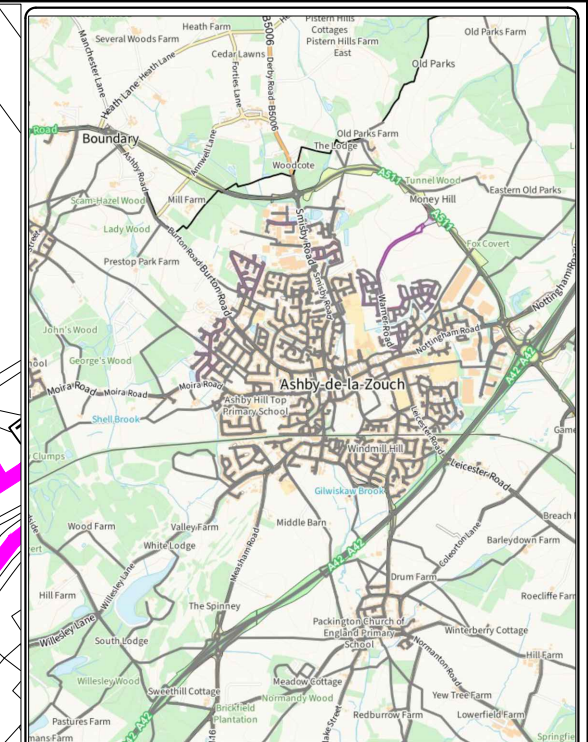 Heath Farm
Pistern Hills
Cottages
Pistern Hills Farm
East
Old Parks Farm
Several Woods Farm
Manchester Lane
Heath Lane
Heath Lane
Cedar Lawns
Forties Lane
B5006
Derby Road
B5006
Old Parks
Road
Boundary
Old Parks Farm
The Lodge
Annwell Lane
Ashby Road
Woodcote
A511
Tunnel Wood
Eastern Old Parks
Scam-Hazel Wood
Mill Farm
Money Hill
A511
Lady Wood
Smisby Road
Street
Burton Road
Burton Road
Fox Covert
Prestop Park Farm
Smisby Road
Nottingham Road
Warner Road
John's Wood
Nottingham Road
George's Wood
A42
A42
Moira Road
Moira Road
Moira Road
Ashby-de-la-Zouch
Ashby Hill Top
Primary School
Shell Brook
Leicester Road
Clumps
Windmill Hill
Leicester Road
Gilwiskaw Brook
Wood Farm
Valley Farm
Middle Barn
Breach
White Lodge
Coleorton Lane
Barleydown Farm
Measham Road
A42
A42
Willesley Lane
Drum Farm
Hill Farm
Roecliffe Far
The Spinney
Packington Church of
England Primary
School
Willesley Lane
South Lodge
Winterberry Cottage
Normanton Road
Hill Farm
Willesley Wood
Meadow Cottage
Sweethill Cottage
Normandy Wood
Yew Tree Farm
Brickfield
Plantation
Pastures Farm
Redburrow Farm
Lowerfield Farm
A42